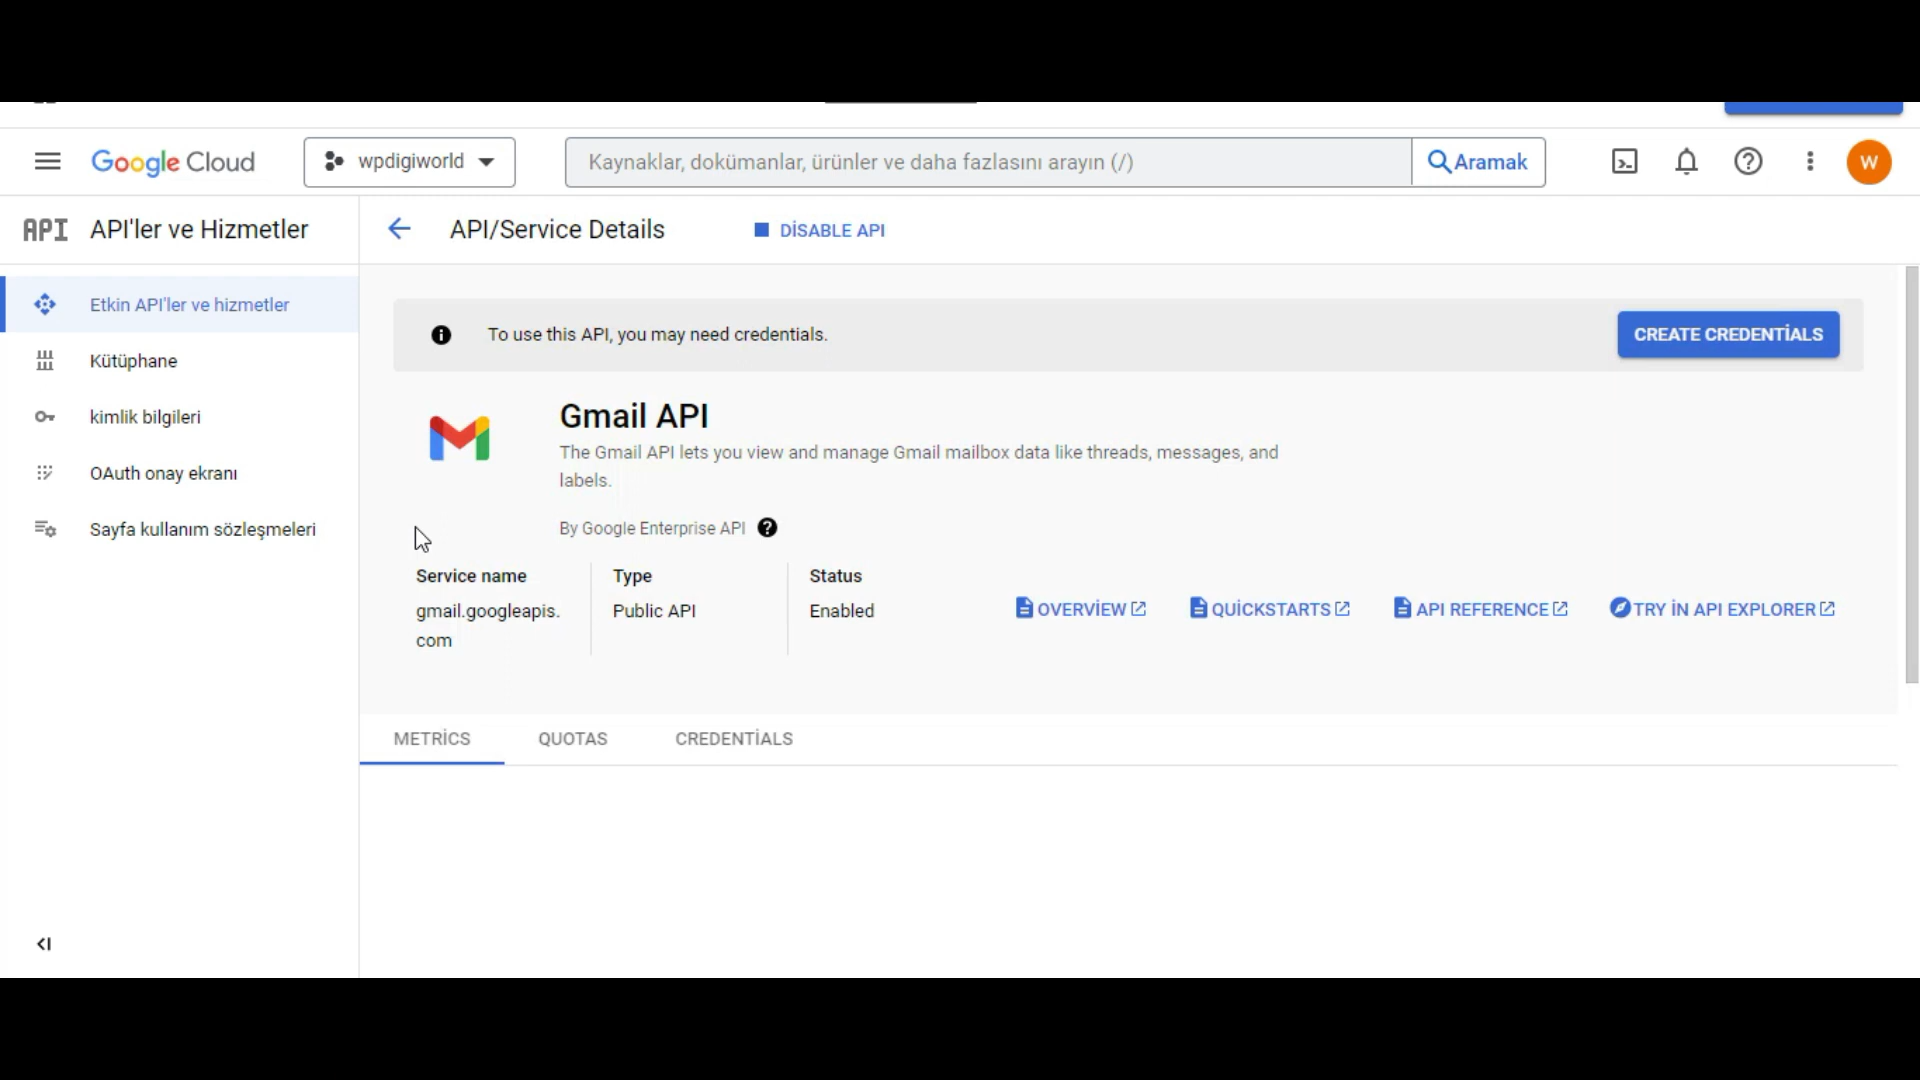 Google Cloud
wpdigiworld
Kaynaklar, dokümanlar, ürünler ve daha fazlasını arayın (/)
Aramak
W
API API'ler ve Hizmetler
API/Service Details
DİSABLE API
Etkin API'ler ve hizmetler
Kütüphane
kimlik bilgileri
OAuth onay ekranı
Sayfa kullanım sözleşmeleri
To use this API, you may need credentials.
CREATE CREDENTİALS
Gmail API
The Gmail API lets you view and manage Gmail mailbox data like threads, messages, and
labels.
By Google Enterprise API
Service name
gmail.googleapis.
com
Type
Public API
Status
Enabled
OVERVİEW
QUİCKSTARTS
API REFERENCE
TRY İN API EXPLORER
METRİCS
QUOTAS
CREDENTİALS